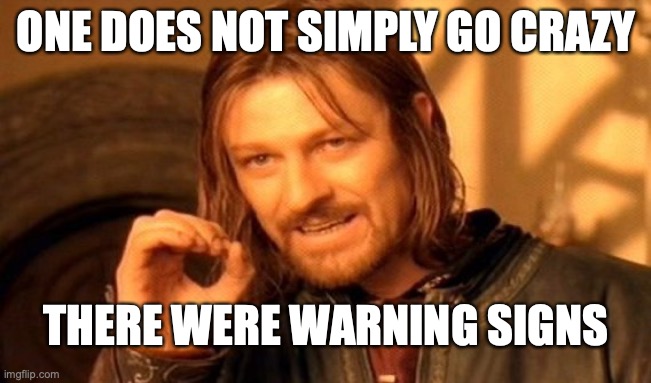 ONE DOES NOT SIMPLY GO CRAZY
THERE WERE WARNING SIGNS
imgflip.com